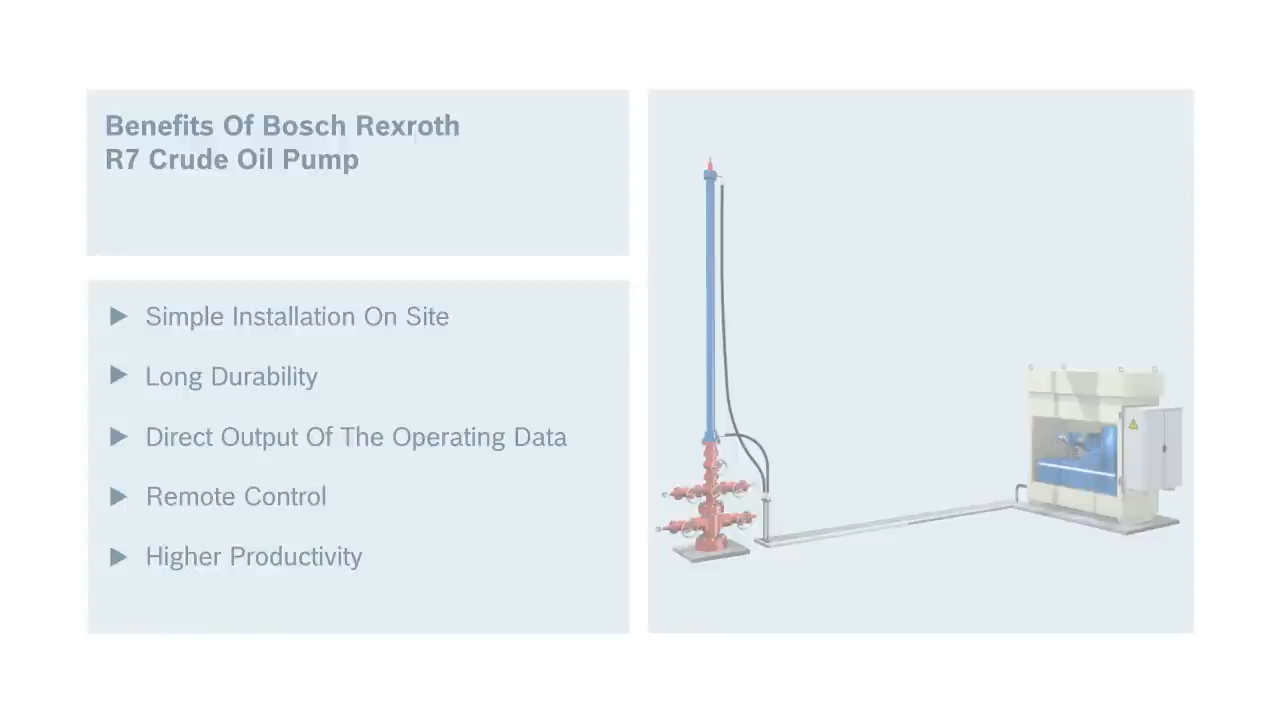 Benefits Of Bosch Rexroth
R7 Crude Oil Pump
Simple Installation On Site
Long Durability
Direct Output Of The Operating Data
Remote Control
Higher Productivity